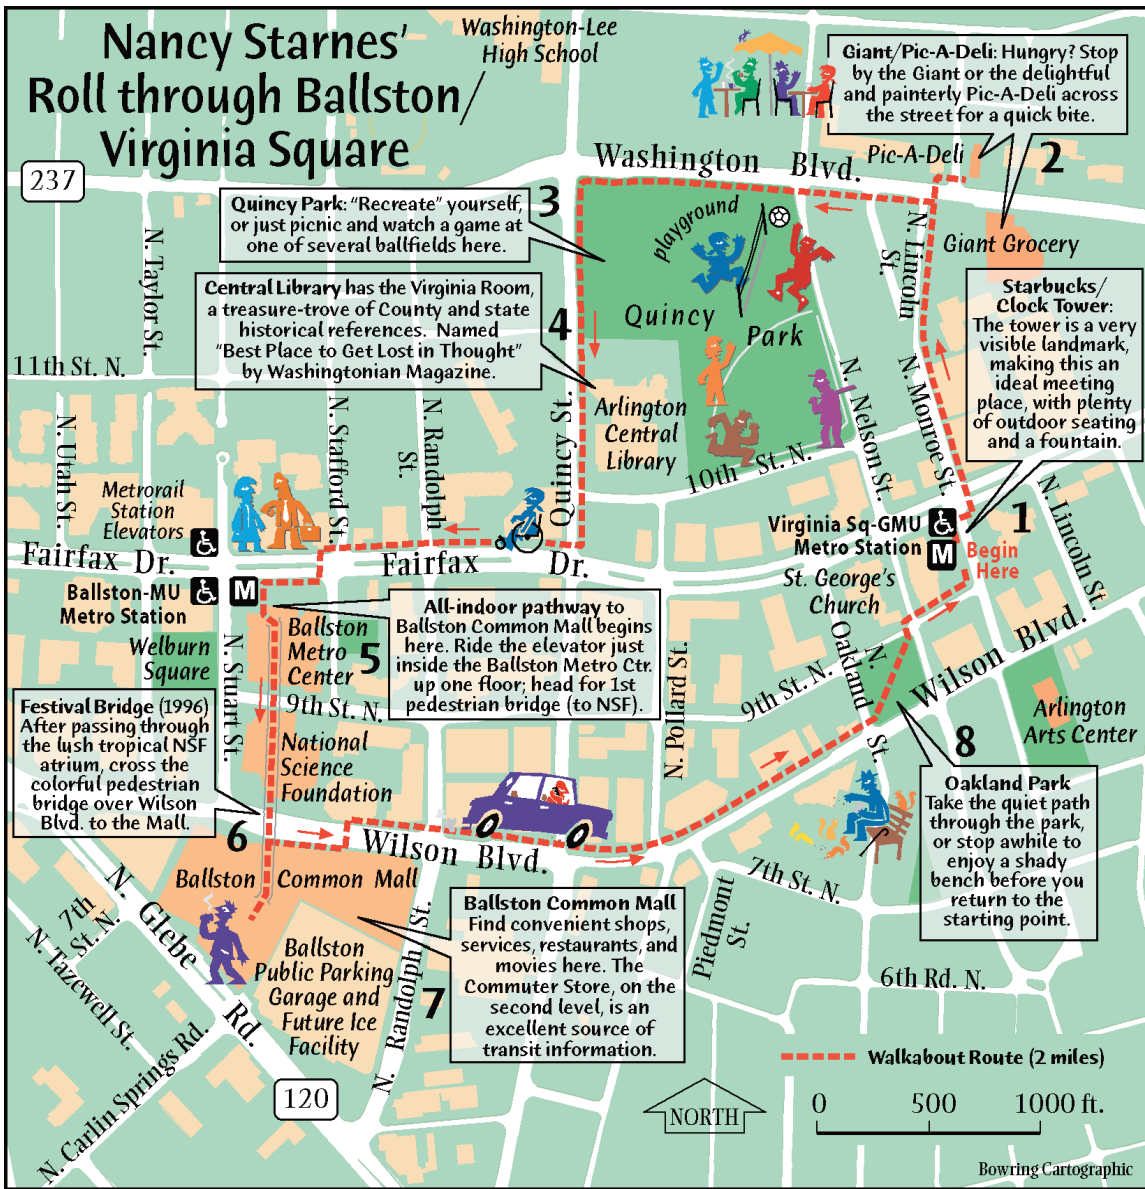 Nancy Starnes'
Roll through Ballston/
Virginia Square
Washington-Lee
High School
Giant/Pic-A-Deli: Hungry? Stop
by the Giant or the delightful
and painterly Pic-A-Deli across
the street for a quick bite.
2
237
Washington Blvd.
Pic-A-Deli
Quincy Park: "Recreate" yourself,
or just picnic and watch a game at
one of several ballfields here.
3
playground
N. Lincoln
St.
Giant Grocery
N. Taylor St.
Central Library has the Virginia Room,
a treasure-trove of County and state
historical references. Named
"Best Place to Get Lost in Thought"
by Washingtonian Magazine.
4
Quincy
Park
Starbucks/
Clock Tower:
The tower is a very
visible landmark,
making this an
ideal meeting
place, with plenty
of outdoor seating
and a fountain.
1
11th St. N.
N. Utah St.
N. Stafford St.
N. Randolph
St.
Quincy St.
Arlington
Central
Library
10th St. N.
N. Nelson St.
N. Monroe St.
N. Lincoln St.
Metrorail
Station
Elevators
Virginia Sq-GMU
Metro Station
M
Begin
Here
Fairfax Dr.
Fairfax Dr.
St. George's
Church
Ballston-MU
Metro Station
M
Welburn
Square
N. Stuart St.
Ballston
Metro
Center
5
All-indoor pathway to
Ballston Common Mall begins
here. Ride the elevator just
inside the Ballston Metro Ctr.
up one floor; head for 1st
pedestrian bridge (to NSF).
N. Pollard St.
9th St. N.
N.
Oakland
St.
Wilson Blvd.
Arlington
Arts Center
9th St. N.
Festival Bridge (1996)
After passing through
the lush tropical NSF
atrium, cross the
colorful pedestrian
bridge over Wilson
Blvd. to the Mall.
6
National
Science
Foundation
8
Oakland Park
Take the quiet path
through the park,
or stop awhile to
enjoy a shady
bench before you
return to the
starting point.
Wilson Blvd.
Ballston Common Mall
7th St. N.
Piedmont
St.
6th Rd. N.
N. Glebe Rd.
7th
St. N.
N. Tazewell St.
N. Carlin Springs Rd.
Ballston
Public Parking
Garage and
Future Ice
Facility
N. Randolph St.
7
Ballston Common Mall
Find convenient shops,
services, restaurants, and
movies here. The
Commuter Store, on the
second level, is an
excellent source of
transit information.
120
Walkabout Route (2 miles)
NORTH
0 500 1000 ft.
Bowring Cartographic